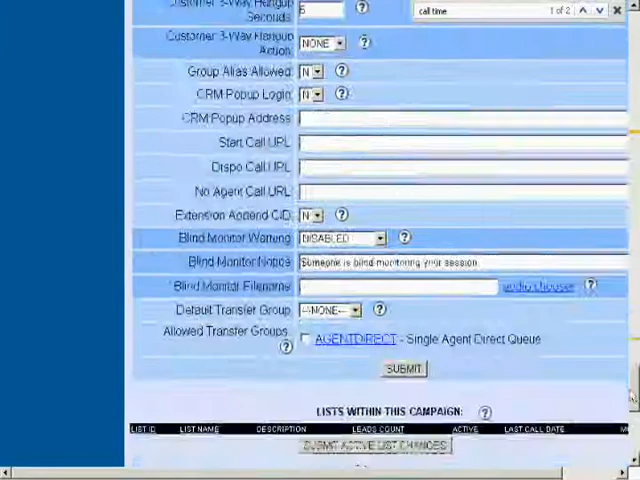 Customer 3-Way Hangup Seconds 5
call time 1 of 2
Customer 3-Way Hangup Action NONE
Group Alias Allowed N
CRM Popup Login N
CRM Popup Address
Start Call URL
Dispo Call URL
No Agent Call URL
Extension Append CID N
Blind Monitor Warning DISABLED
Blind Monitor Notice Someone is blind monitoring your session
Blind Monitor Filename audio chooser
Default Transfer Group ---NONE---
Allowed Transfer Groups AGENTDIRECT - Single Agent Direct Queue
SUBMIT
LISTS WITHIN THIS CAMPAIGN:
LIST ID LIST NAME DESCRIPTION LEADS COUNT ACTIVE LAST CALL DATE
SUBMIT ACTIVE LIST CHANGES